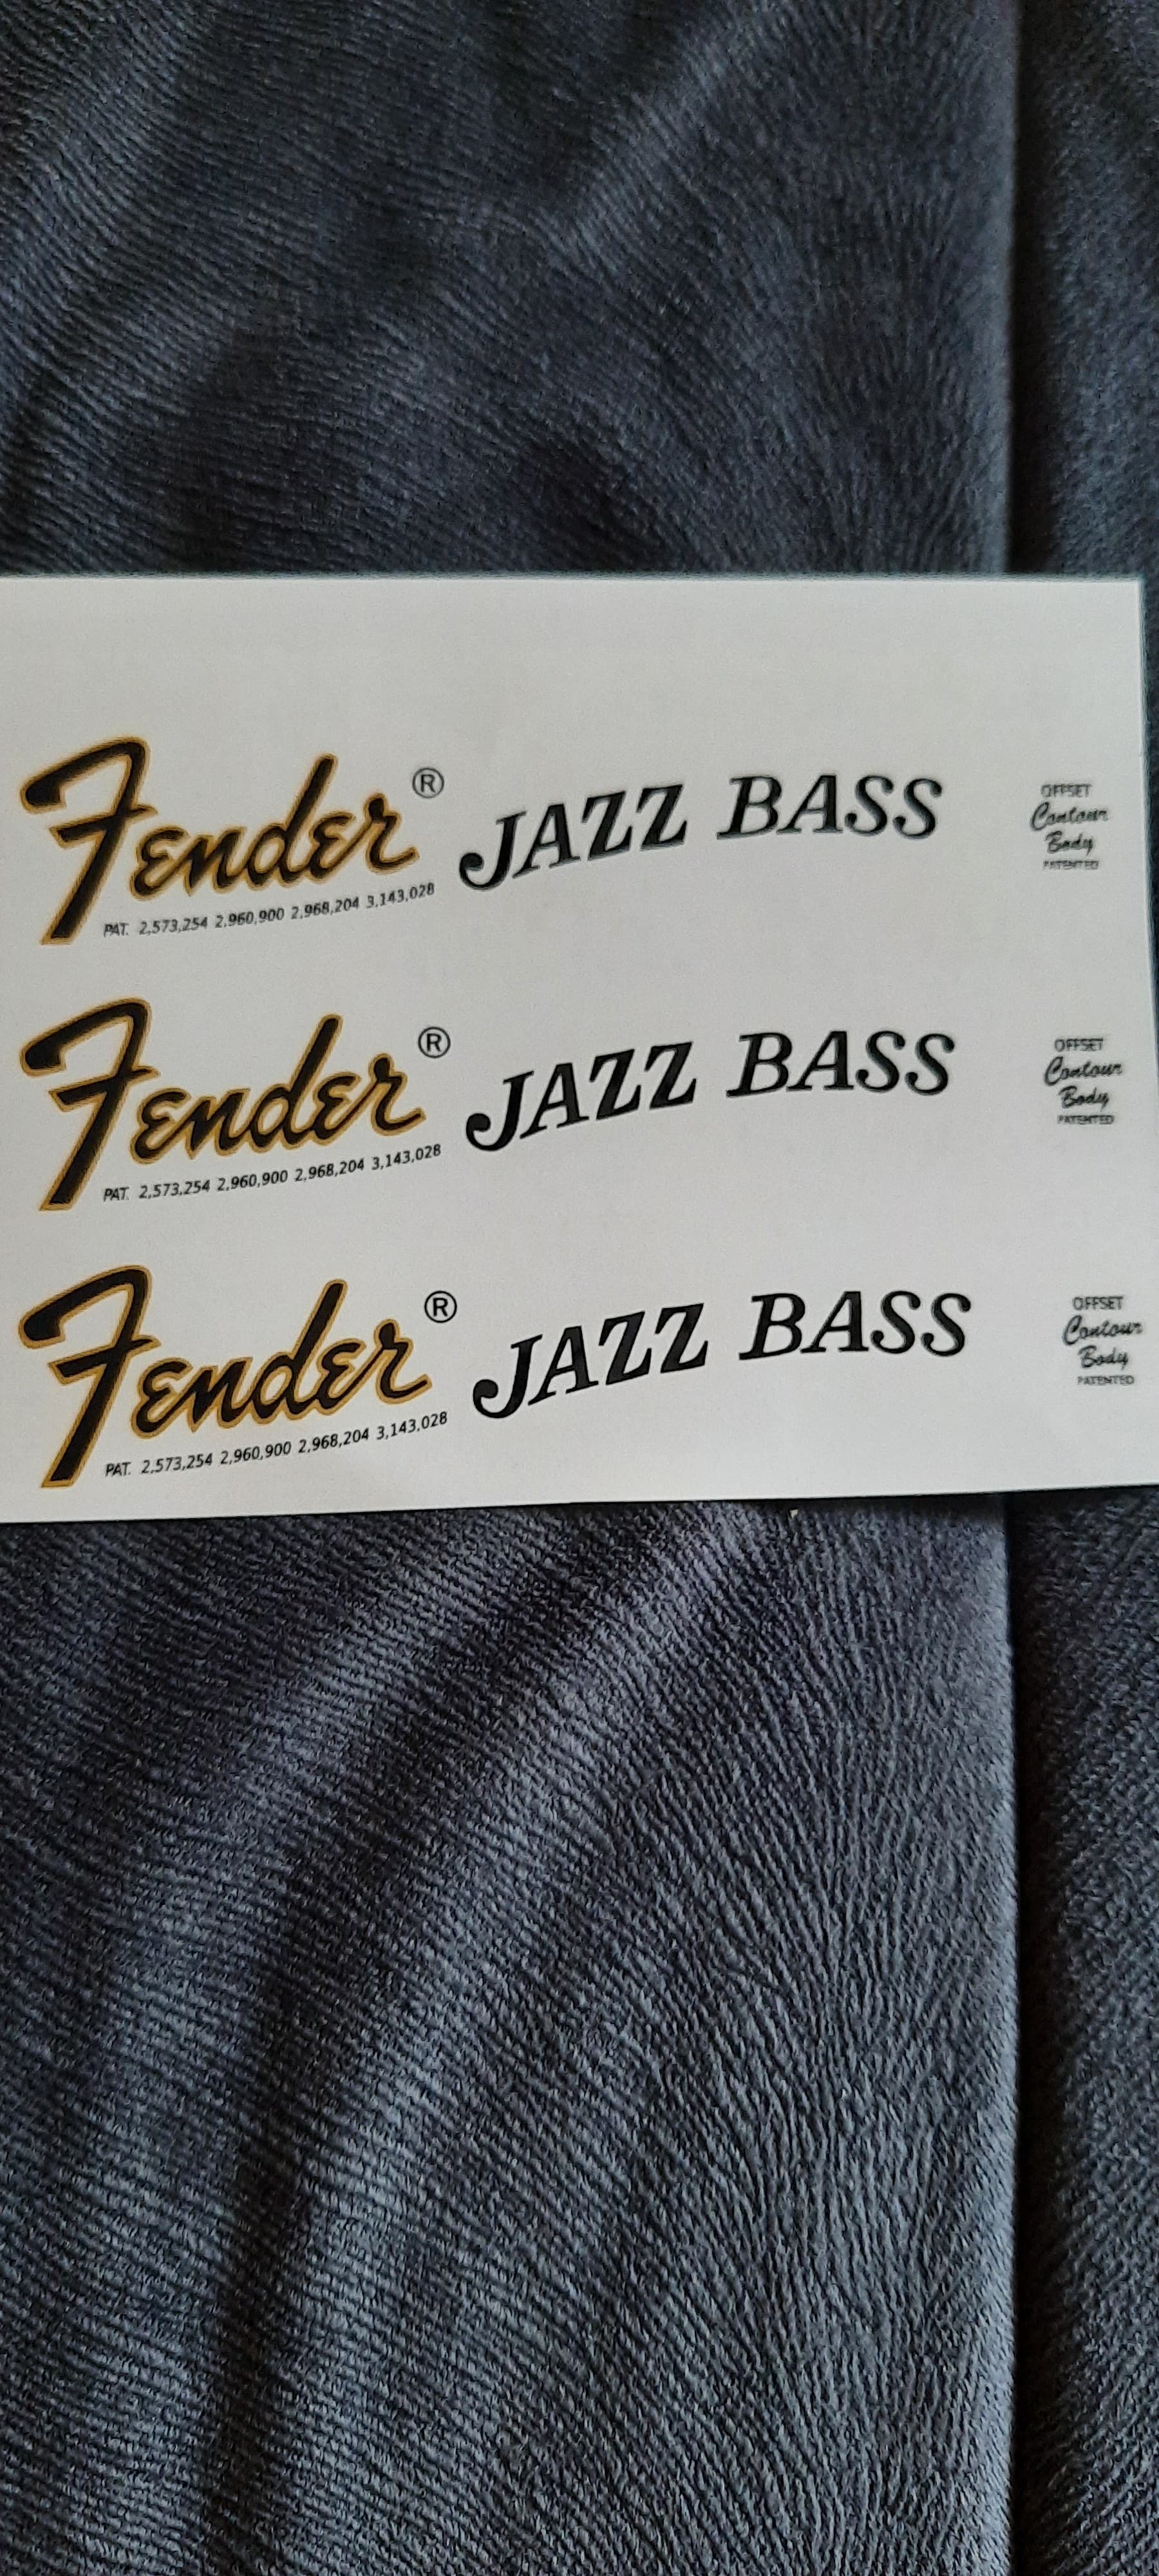 Fender® JAZZ BASS
PAT. 2,573,254 2,960,900 2,968,204 3,143,028
OFFSET
Contour
Body
PATENTED
Fender® JAZZ BASS
PAT. 2,573,254 2,960,900 2,968,204 3,143,028
OFFSET
Contour
Body
PATENTED
Fender® JAZZ BASS
PAT. 2,573,254 2,960,900 2,968,204 3,143,028
OFFSET
Contour
Body
PATENTED